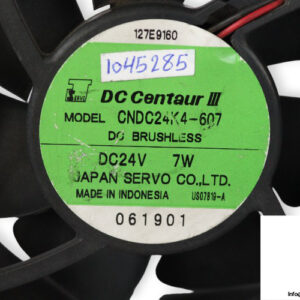 127E9160
1045285
DC Centaur III
MODEL CNDC24K4-607
DC BRUSHLESS
DC24V 7W
JAPAN SERVO CO.,LTD.
MADE IN INDONESIA US07819-A
061901